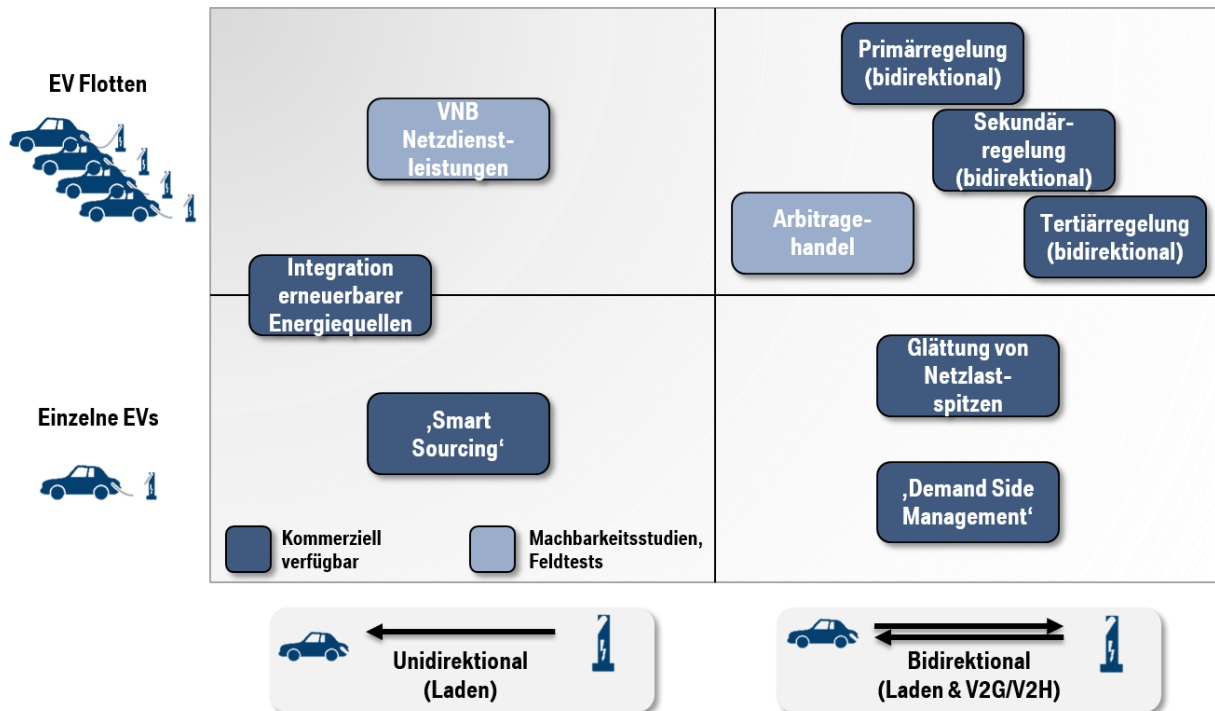 EV Flotten
Primärregelung
(bidirektional)
VNB
Netzdienst-
leistungen
Sekundär-
regelung
(bidirektional)
Arbitrage-
handel
Tertiärregelung
(bidirektional)
Integration
erneuerbarer
Energiequellen
Einzelne EVs
‚Smart
Sourcing‘
Glättung von
Netzlast-
spitzen
‚Demand Side
Management‘
Kommerziell
verfügbar
Machbarkeitsstudien,
Feldtests
Unidirektional
(Laden)
Bidirektional
(Laden & V2G/V2H)